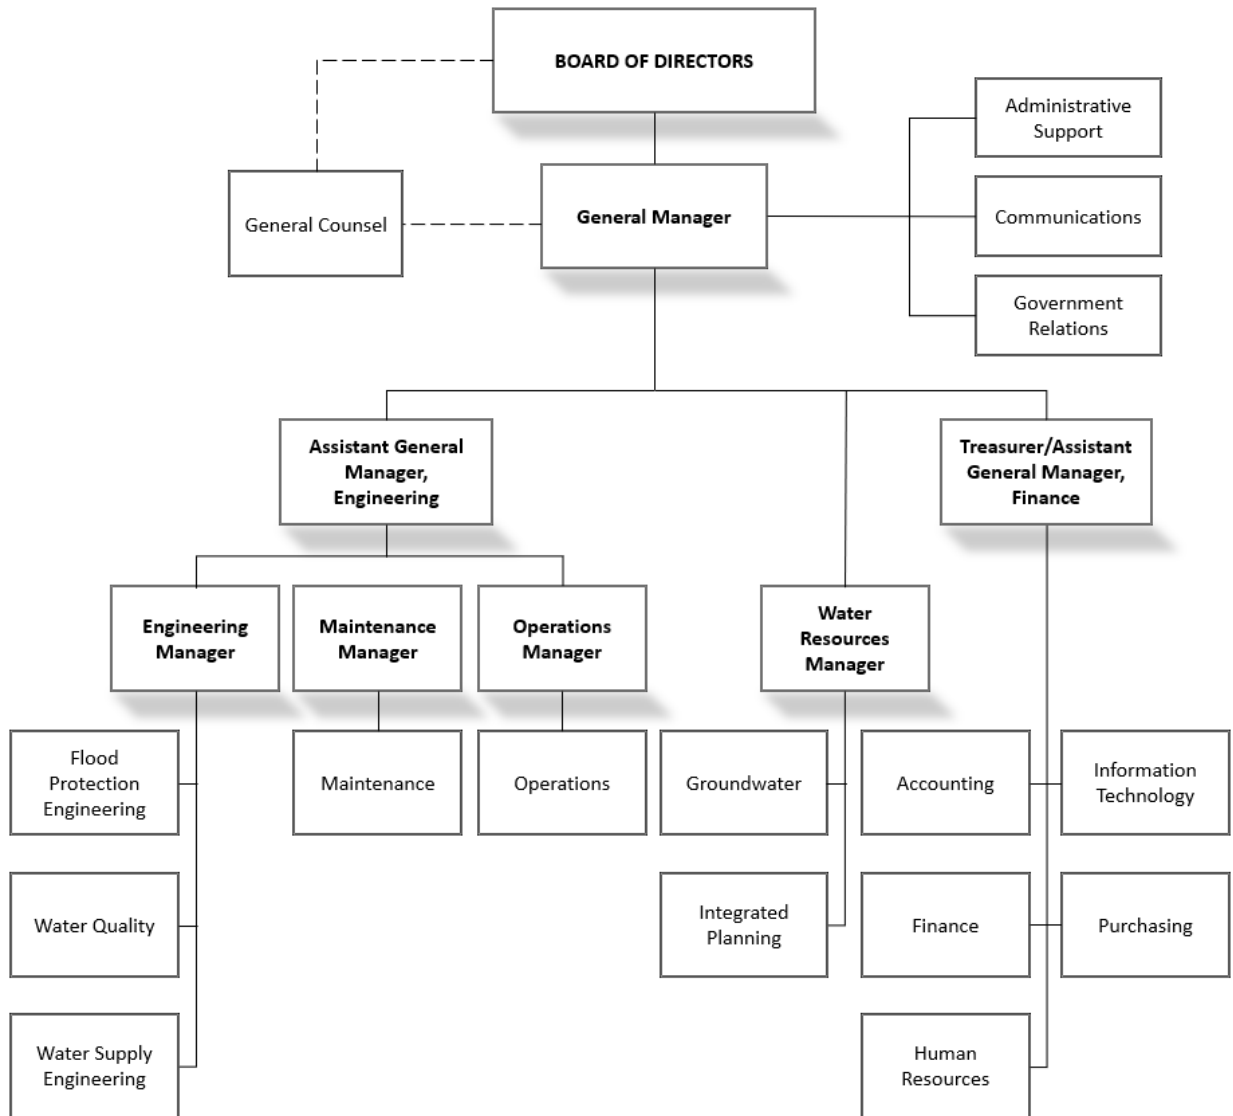 BOARD OF DIRECTORS
Administrative
Support
General Counsel
General Manager
Communications
Government
Relations
Assistant General
Manager,
Engineering
Treasurer/Assistant
General Manager,
Finance
Engineering
Manager
Maintenance
Manager
Operations
Manager
Water
Resources
Manager
Flood
Protection
Engineering
Maintenance
Operations
Groundwater
Accounting
Information
Technology
Water Quality
Integrated
Planning
Finance
Purchasing
Water Supply
Engineering
Human
Resources